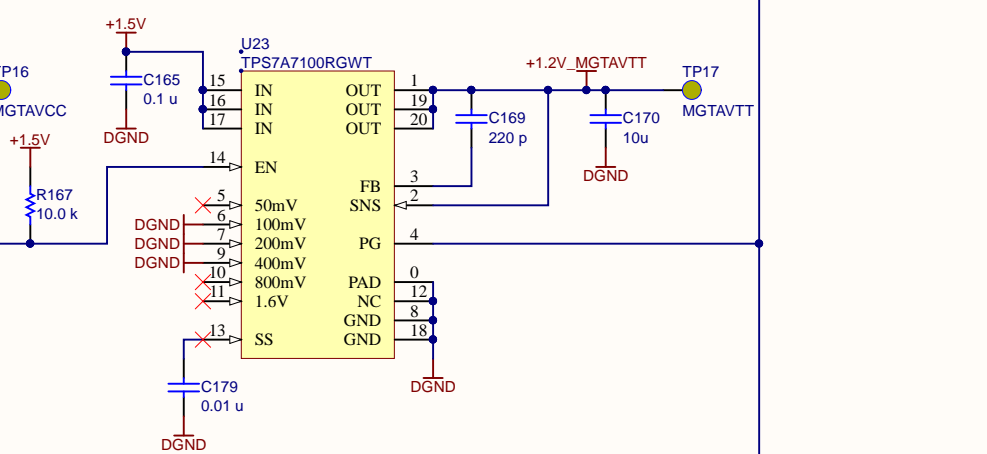 +1.5V
U23
TPS7A7100RGWT
+1.2V_MGTAVTT
TP16
MGTAVCC
C165
0.1 u
DGND
+1.5V
R167
10.0 k
15 IN OUT 1
16 IN OUT 19
17 IN OUT 20
14 EN
FB 3
5 50mV SNS 2
DGND 6 100mV
DGND 7 200mV PG 4
DGND 9 400mV
10 800mV PAD 0
11 1.6V NC 12
GND 8
13 SS GND 18
C169
220 p
C170
10u
DGND
TP17
MGTAVTT
DGND
C179
0.01 u
DGND